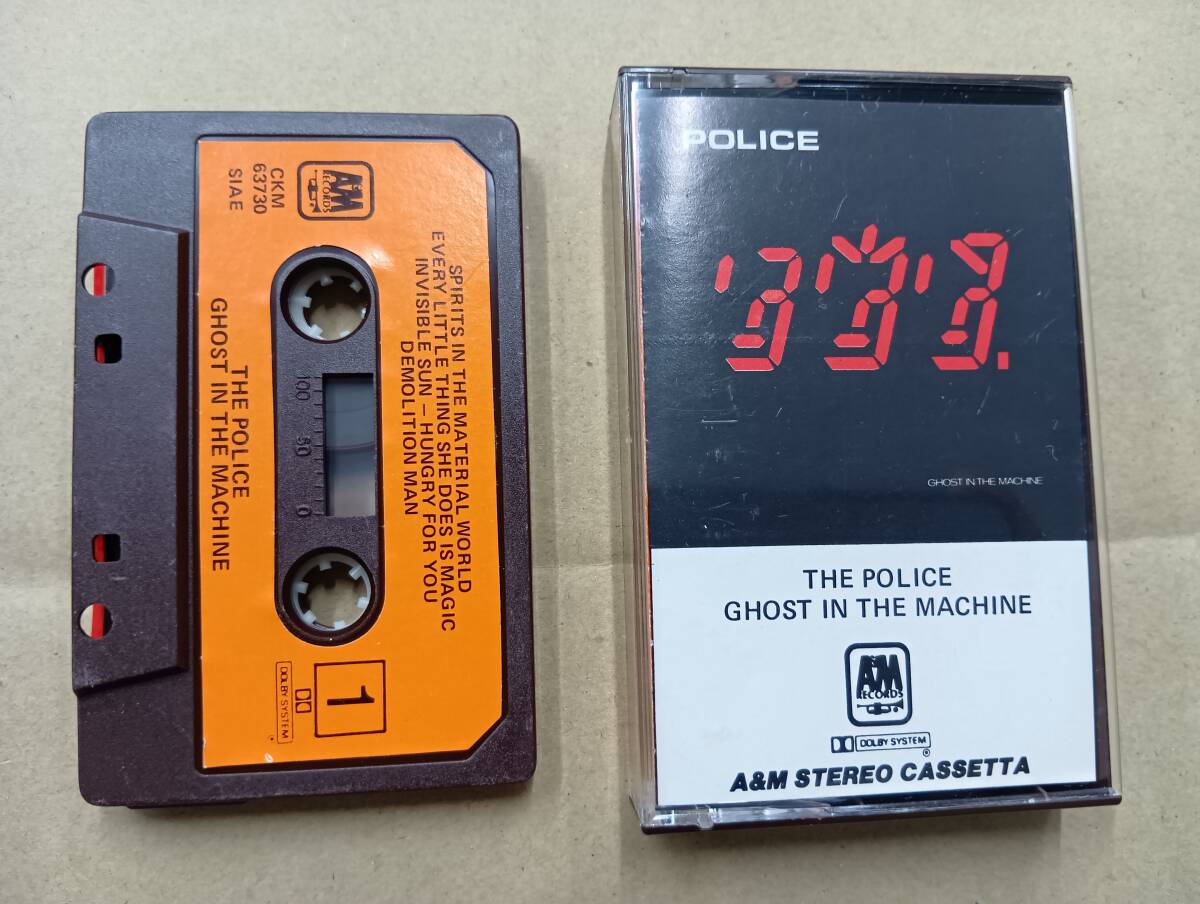 A&M
RECORDS
CKM
63730
SIAE
SPIRITS IN THE MATERIAL WORLD
EVERY LITTLE THING SHE DOES IS MAGIC
INVISIBLE SUN – HUNGRY FOR YOU
DEMOLITION MAN
100 50 0
THE POLICE
GHOST IN THE MACHINE
1
DOLBY SYSTEM
POLICE
GHOST IN THE MACHINE
THE POLICE
GHOST IN THE MACHINE
A&M
RECORDS
DOLBY SYSTEM
A&M STEREO CASSETTA